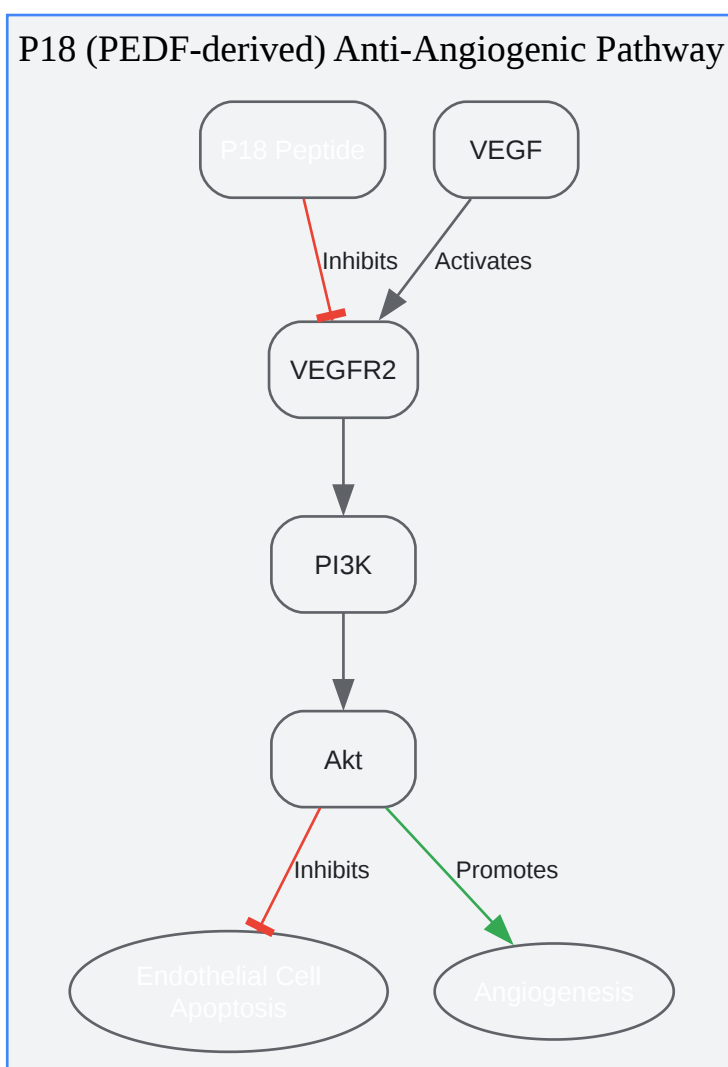 P18 (PEDF-derived) Anti-Angiogenic Pathway
P18 Peptide
VEGF
Inhibits
Activates
VEGFR2
PI3K
Akt
Inhibits
Promotes
Endothelial Cell
Apoptosis
Angiogenesis